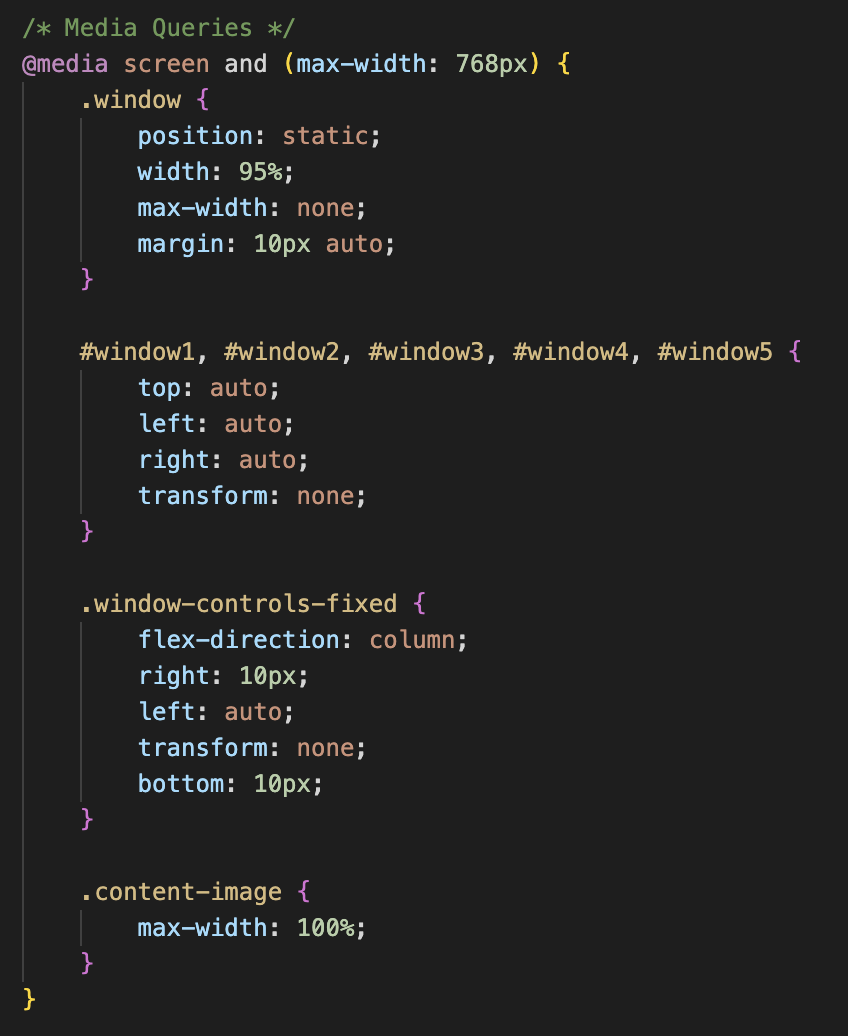 /* Media Queries */
@media screen and (max-width: 768px) {
    .window {
        position: static;
        width: 95%;
        max-width: none;
        margin: 10px auto;
    }

    #window1, #window2, #window3, #window4, #window5 {
        top: auto;
        left: auto;
        right: auto;
        transform: none;
    }

    .window-controls-fixed {
        flex-direction: column;
        right: 10px;
        left: auto;
        transform: none;
        bottom: 10px;
    }

    .content-image {
        max-width: 100%;
    }
}